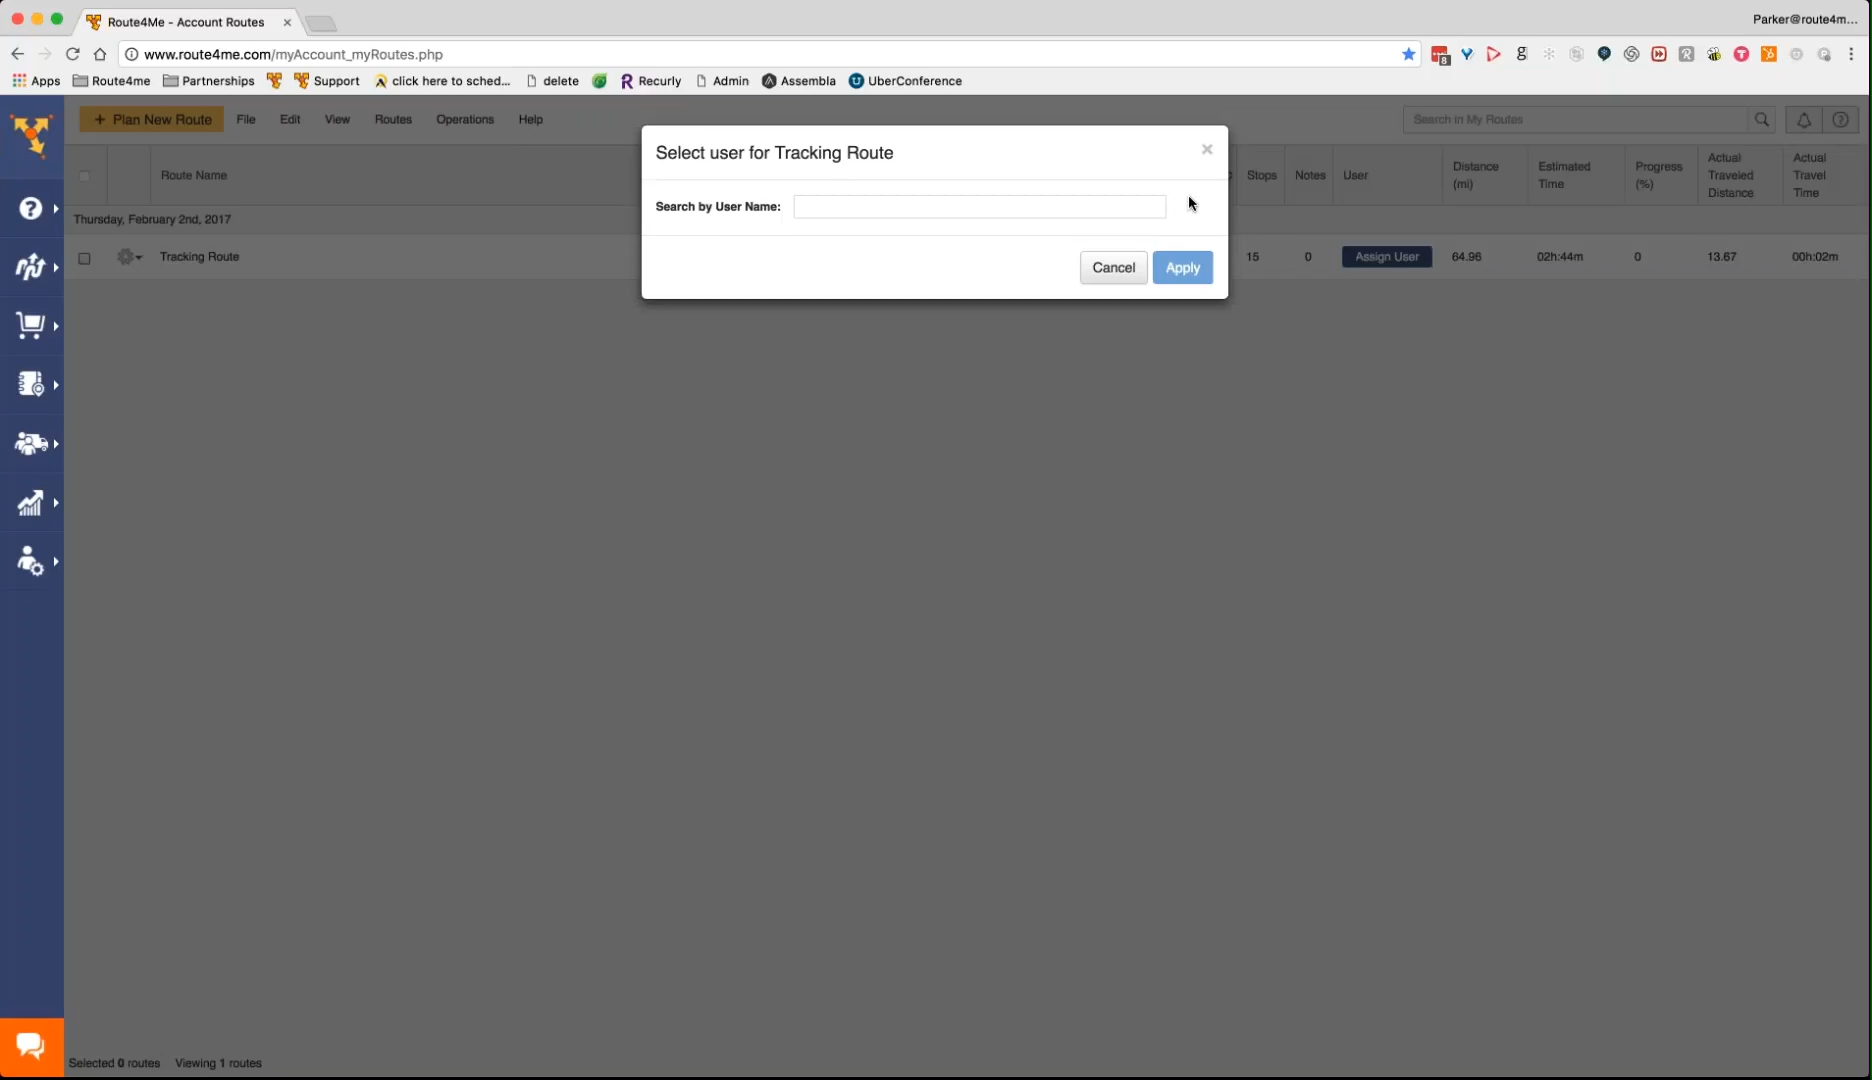 Route4Me - Account Routes
Parker@route4m...
www.route4me.com/myAccount_myRoutes.php
8
Apps Route4me Partnerships Support click here to sched... delete Recurly Admin Assembla UberConference
+ Plan New Route File Edit View Routes Operations Help Search in My Routes
Select user for Tracking Route
Search by User Name:
Cancel Apply
Route Name Stops Notes User Distance (mi) Estimated Time Progress (%) Actual Traveled Distance Actual Travel Time
Thursday, February 2nd, 2017
Tracking Route 15 0 Assign User 64.96 02h:44m 0 13.67 00h:02m
Selected 0 routes Viewing 1 routes